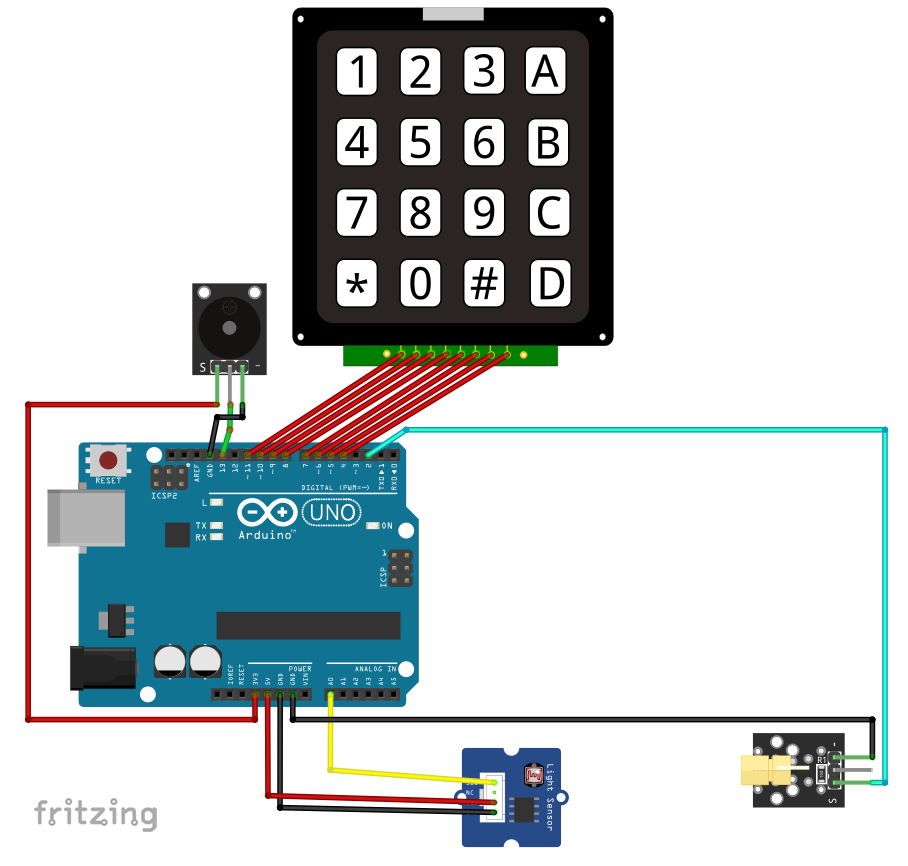 1 2 3 A
4 5 6 B
7 8 9 C
* 0 # D
S -
RESET
ICSP2
AREF
GND
13
12
~11
~10
~9
8
7
~6
~5
4
~3
2
TXD▶1
RXD◀0
DIGITAL (PWM=~)
L
TX
RX
UNO
Arduino™
ON
1
ICSP
POWER
ANALOG IN
IOREF
RESET
3V3
5V
GND
GND
VIN
A0
A1
A2
A3
A4
A5
NC
Light Sensor
-
R1
S
fritzing